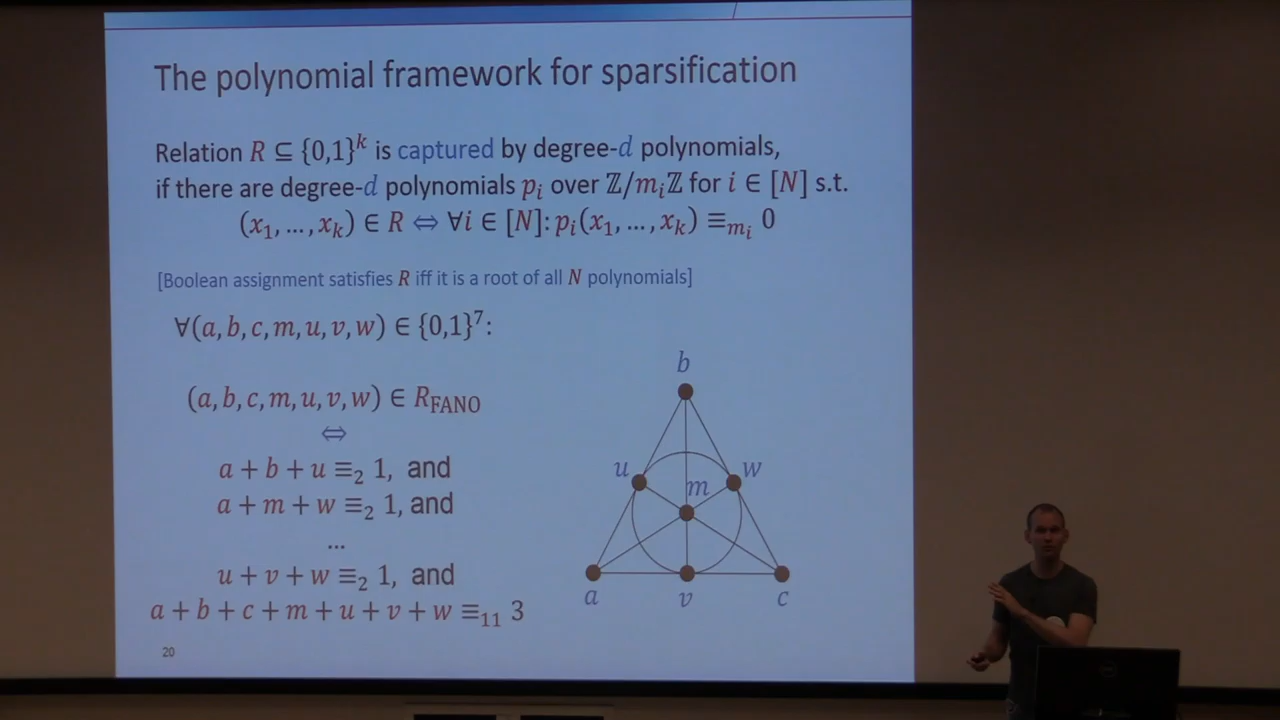 The polynomial framework for sparsification
Relation R ⊆ {0,1}^k is captured by degree-d polynomials,
if there are degree-d polynomials p_i over ℤ/m_iℤ for i ∈ [N] s.t.
(x_1, …, x_k) ∈ R ⇔ ∀i ∈ [N]: p_i(x_1, …, x_k) ≡_{m_i} 0
[Boolean assignment satisfies R iff it is a root of all N polynomials]
∀(a, b, c, m, u, v, w) ∈ {0,1}^7:
(a, b, c, m, u, v, w) ∈ R_FANO
⇔
a + b + u ≡_2 1, and
a + m + w ≡_2 1, and
…
u + v + w ≡_2 1, and
a + b + c + m + u + v + w ≡_{11} 3
b
u
w
m
a
v
c
20